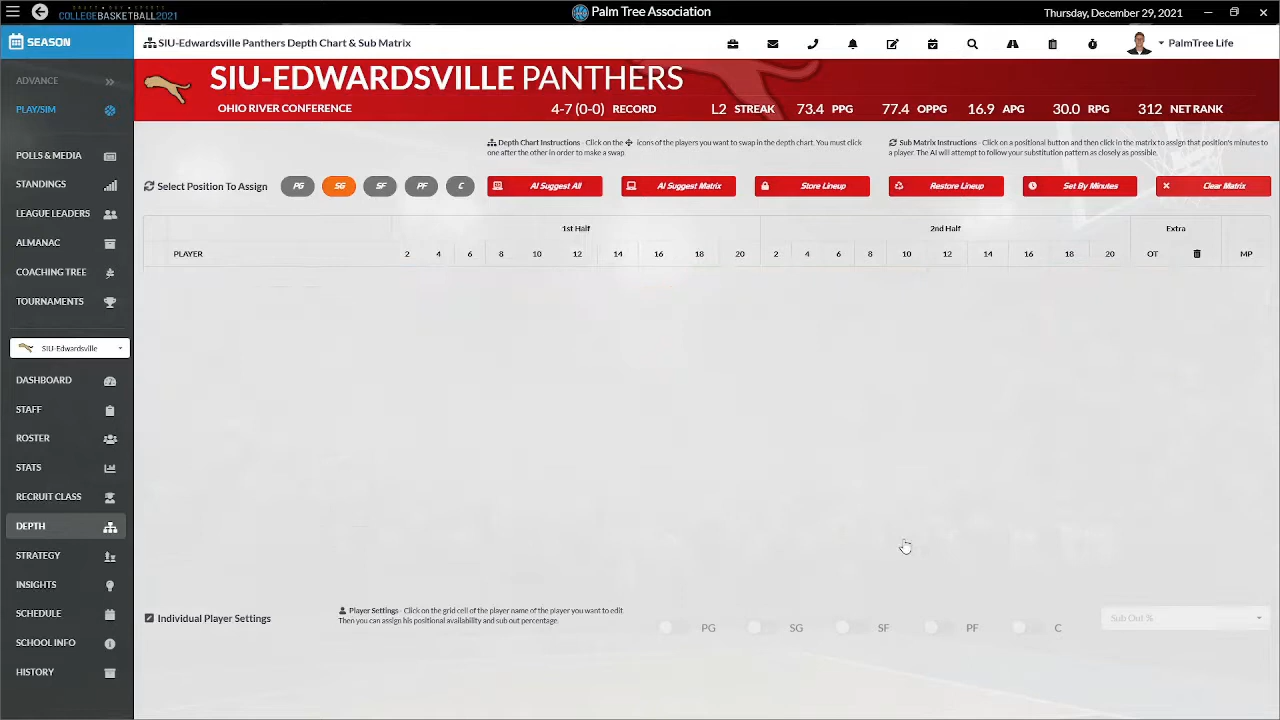 DRAFT DAY SPORTS
COLLEGEBASKETBALL2021
Palm Tree Association
Thursday, December 29, 2021
SEASON
SIU-Edwardsville Panthers Depth Chart & Sub Matrix
PalmTree Life
ADVANCE
PLAY/SIM
POLLS & MEDIA
STANDINGS
LEAGUE LEADERS
ALMANAC
COACHING TREE
TOURNAMENTS
SIU-Edwardsville
DASHBOARD
STAFF
ROSTER
STATS
RECRUIT CLASS
DEPTH
STRATEGY
INSIGHTS
SCHEDULE
SCHOOL INFO
HISTORY
SIU-EDWARDSVILLE PANTHERS
OHIO RIVER CONFERENCE
4-7 (0-0) RECORD L2 STREAK 73.4 PPG 77.4 OPPG 16.9 APG 30.0 RPG 312 NET RANK
Depth Chart Instructions - Click on the icons of the players you want to swap in the depth chart. You must click
one after the other in order to make a swap
Sub Matrix Instructions - Click on a positional button and then click in the matrix to assign that position's minutes to
a player. The AI will attempt to follow your substitution pattern as closely as possible.
Select Position To Assign PG SG SF PF C AI Suggest All AI Suggest Matrix Store Lineup Restore Lineup Set By Minutes Clear Matrix
1st Half 2nd Half Extra
PLAYER 2 4 6 8 10 12 14 16 18 20 2 4 6 8 10 12 14 16 18 20 OT MP
Individual Player Settings
Player Settings - Click on the grid cell of the player name of the player you want to edit.
Then you can assign his positional availability and sub out percentage.
PG SG SF PF C
Sub Out %